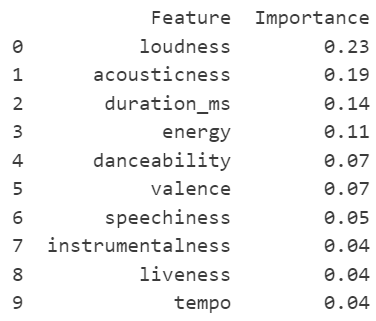 Feature Importance
0 loudness 0.23
1 acousticness 0.19
2 duration_ms 0.14
3 energy 0.11
4 danceability 0.07
5 valence 0.07
6 speechiness 0.05
7 instrumentalness 0.04
8 liveness 0.04
9 tempo 0.04